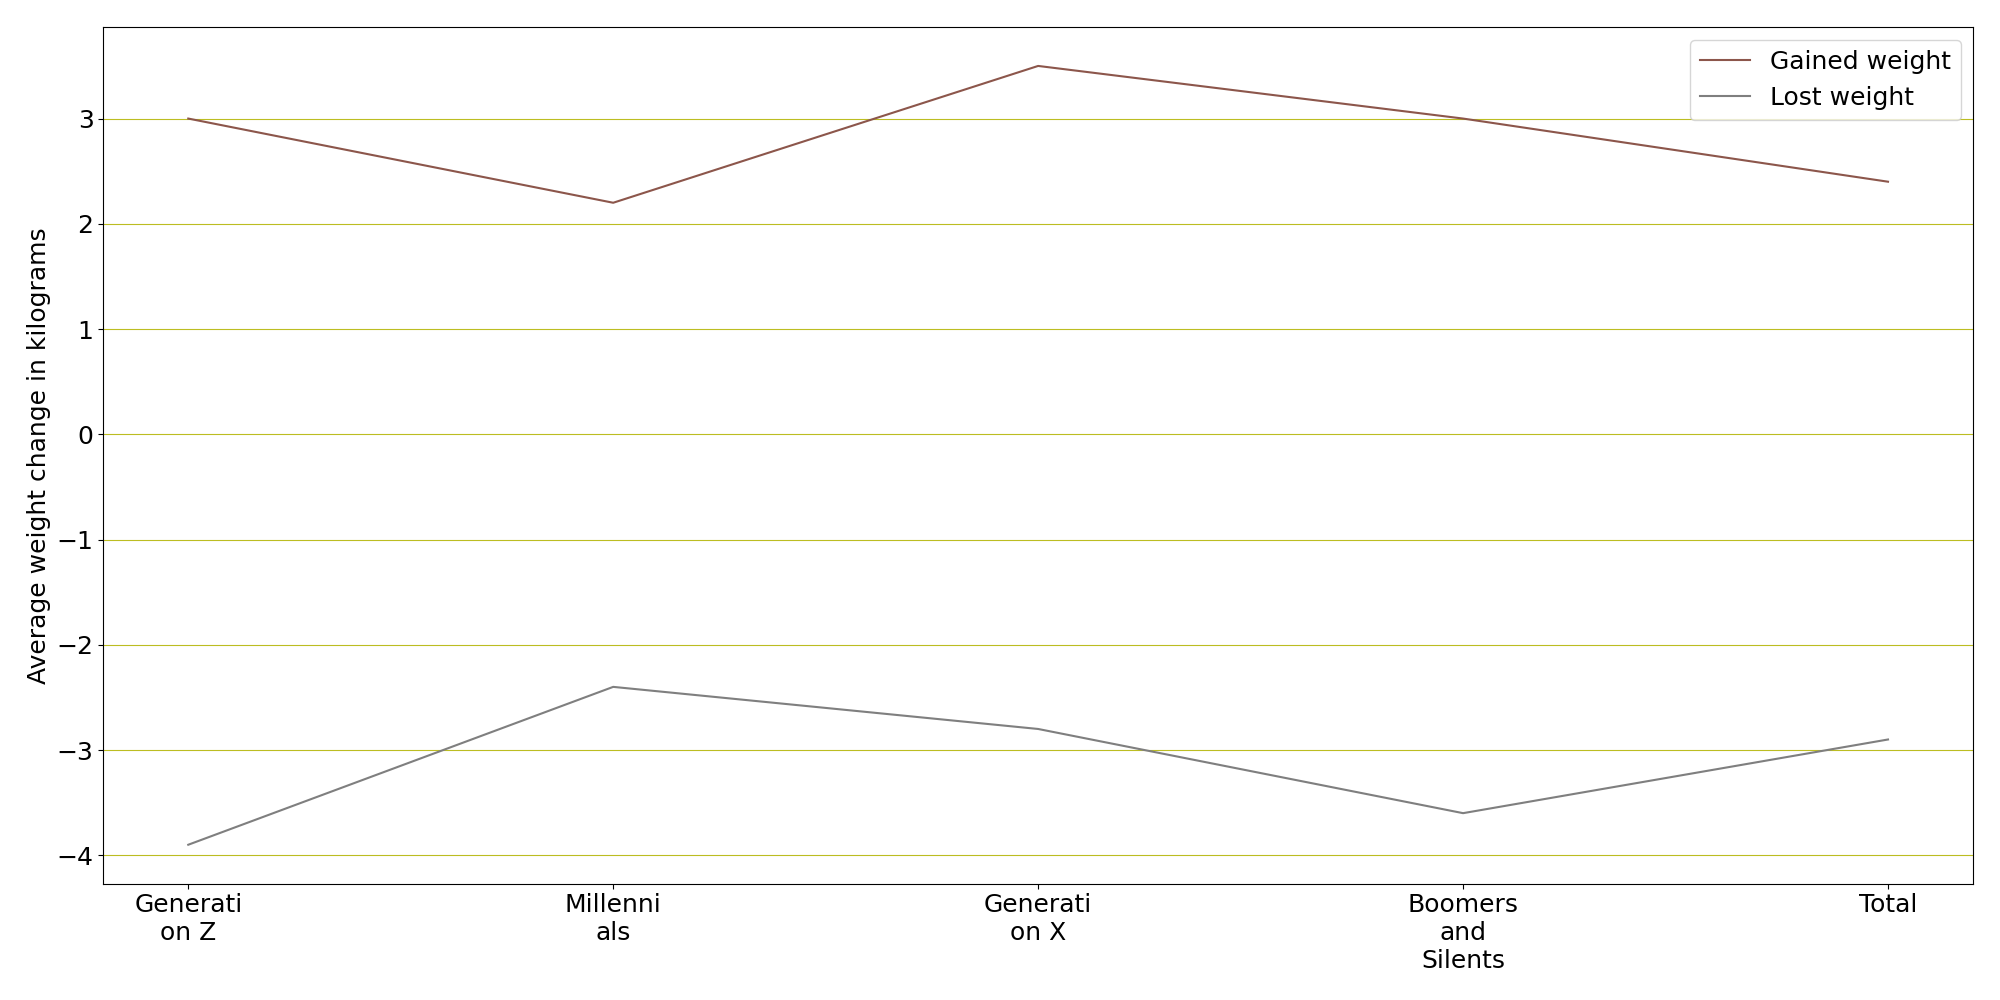 Gained weight
Lost weight
Average weight change in kilograms
3
2
1
0
−1
−2
−3
−4
Generati
on Z
Millenni
als
Generati
on X
Boomers
and
Silents
Total